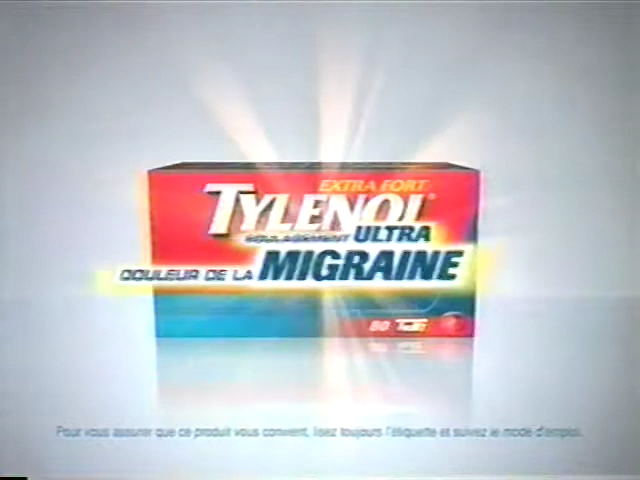 EXTRA FORT
TYLENOL
SOULAGEMENT ULTRA
DOULEUR DE LA MIGRAINE
80
Pour vous assurer que ce produit vous convient, lisez toujours l'étiquette et suivez le mode d'emploi.